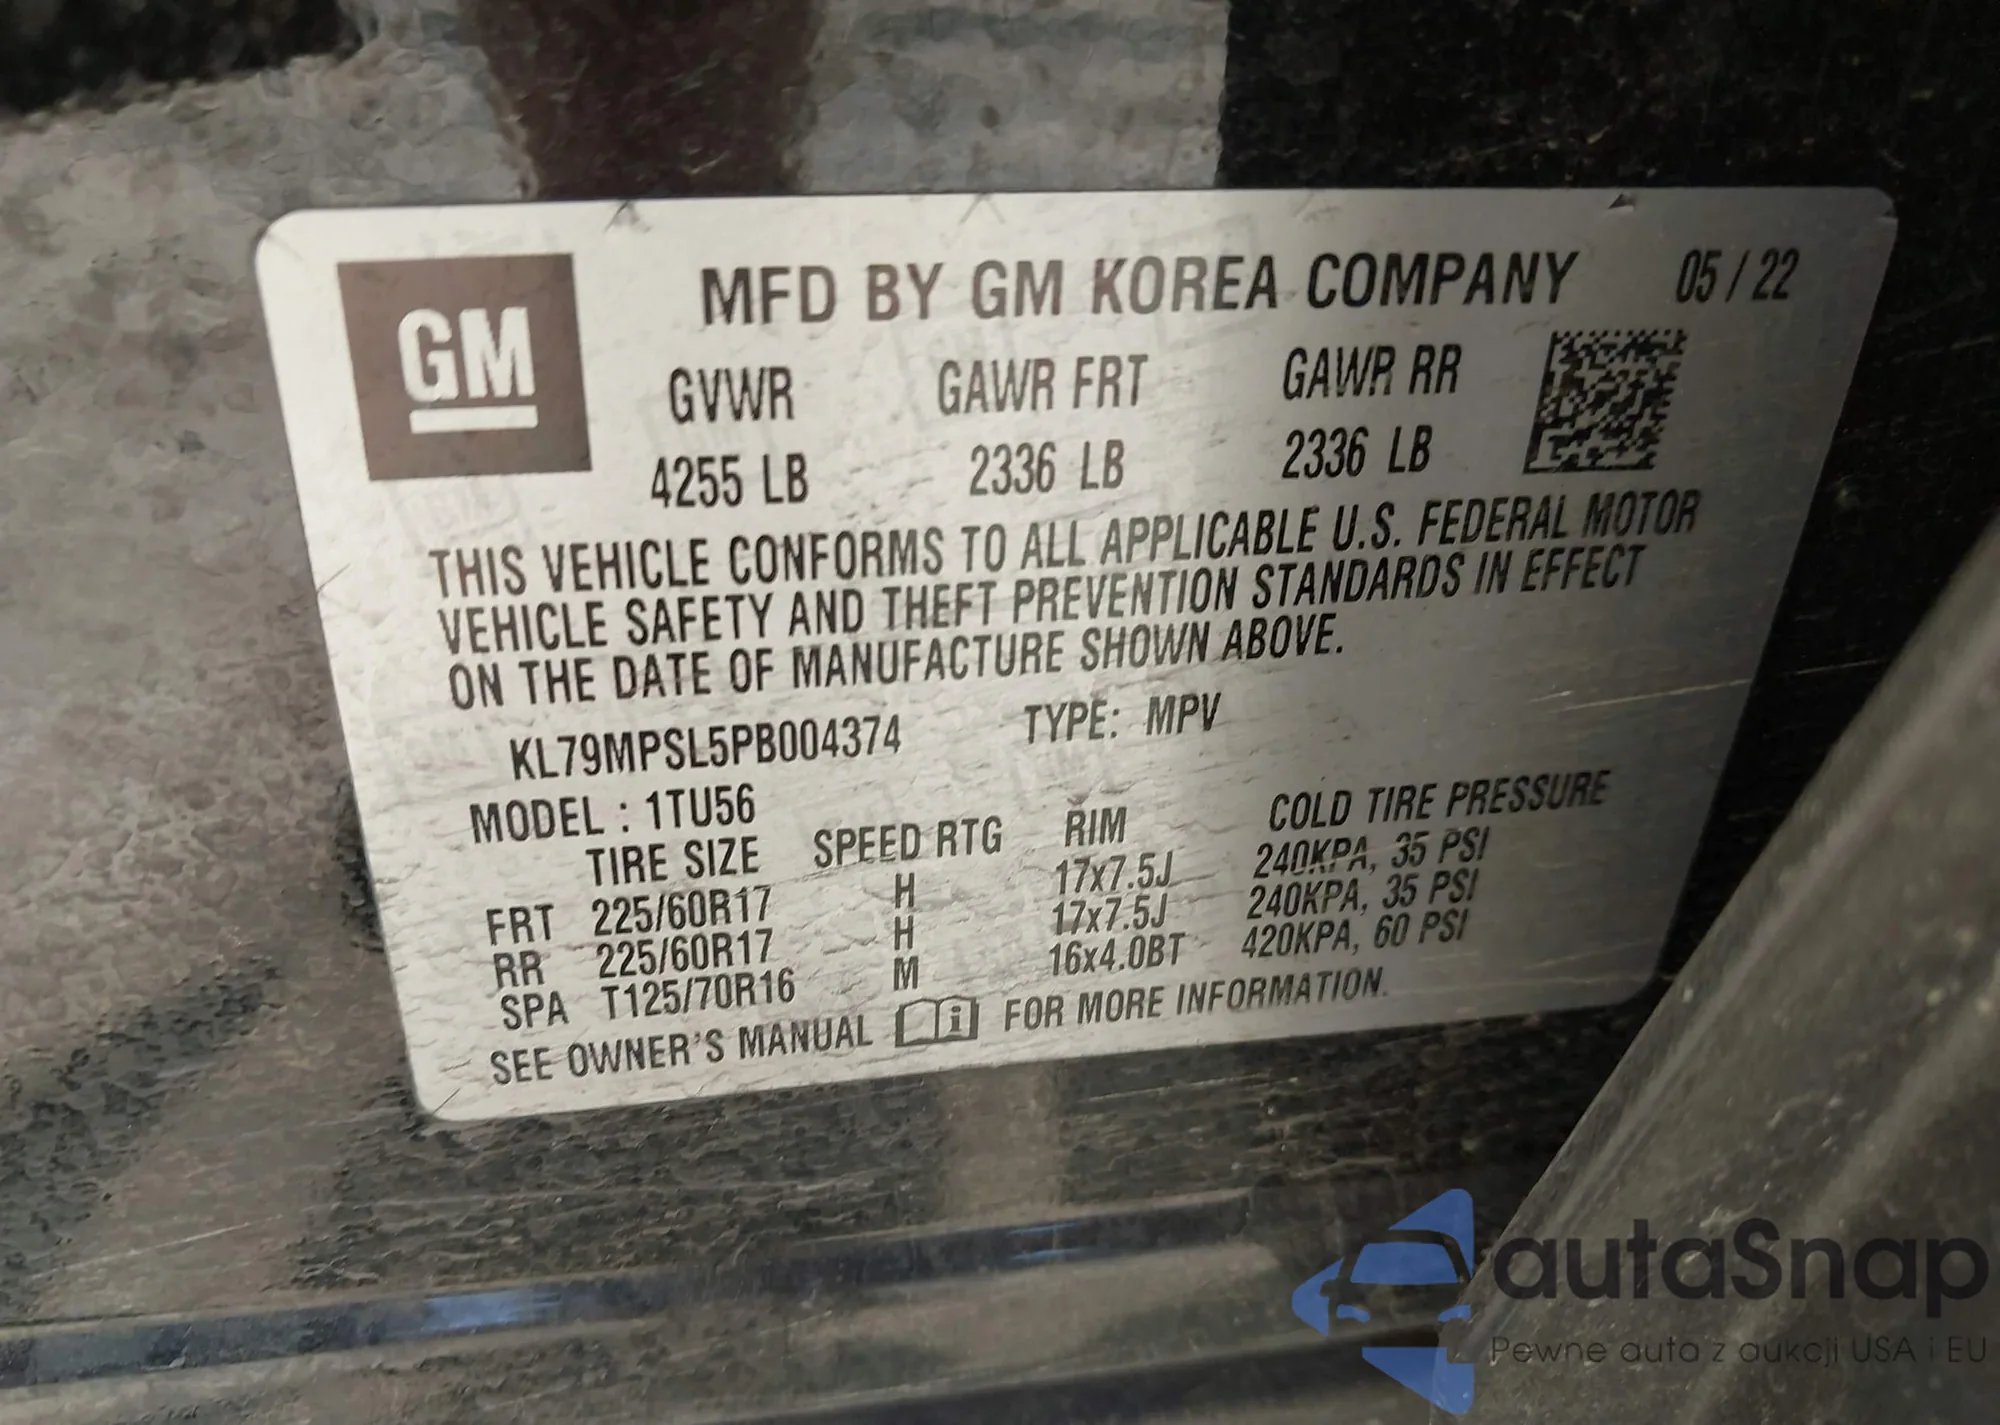 GM
MFD BY GM KOREA COMPANY 05/22
GVWR GAWR FRT GAWR RR
4255 LB 2336 LB 2336 LB
THIS VEHICLE CONFORMS TO ALL APPLICABLE U.S. FEDERAL MOTOR
VEHICLE SAFETY AND THEFT PREVENTION STANDARDS IN EFFECT
ON THE DATE OF MANUFACTURE SHOWN ABOVE.
KL79MPSL5PB004374 TYPE: MPV
MODEL : 1TU56
TIRE SIZE SPEED RTG RIM COLD TIRE PRESSURE
FRT 225/60R17 H 17x7.5J 240KPA, 35 PSI
RR 225/60R17 H 17x7.5J 240KPA, 35 PSI
SPA T125/70R16 M 16x4.0BT 420KPA, 60 PSI
SEE OWNER'S MANUAL i FOR MORE INFORMATION.
autaSnap
Pewne auta z aukcji USA i EU